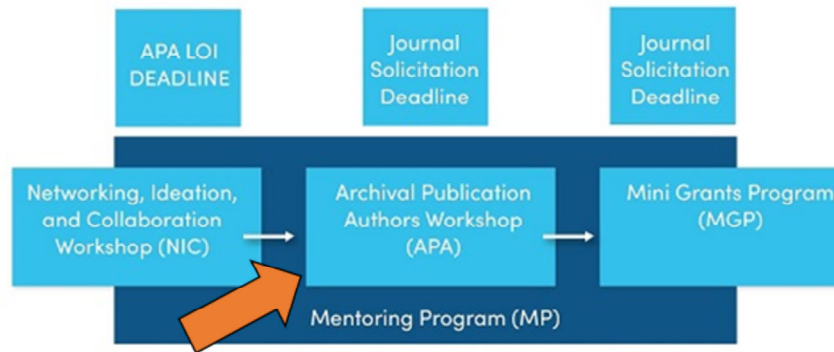 APA LOI
DEADLINE
Journal
Solicitation
Deadline
Journal
Solicitation
Deadline
Networking, Ideation,
and Collaboration
Workshop (NIC)
Archival Publication
Authors Workshop
(APA)
Mini Grants Program
(MGP)
Mentoring Program (MP)